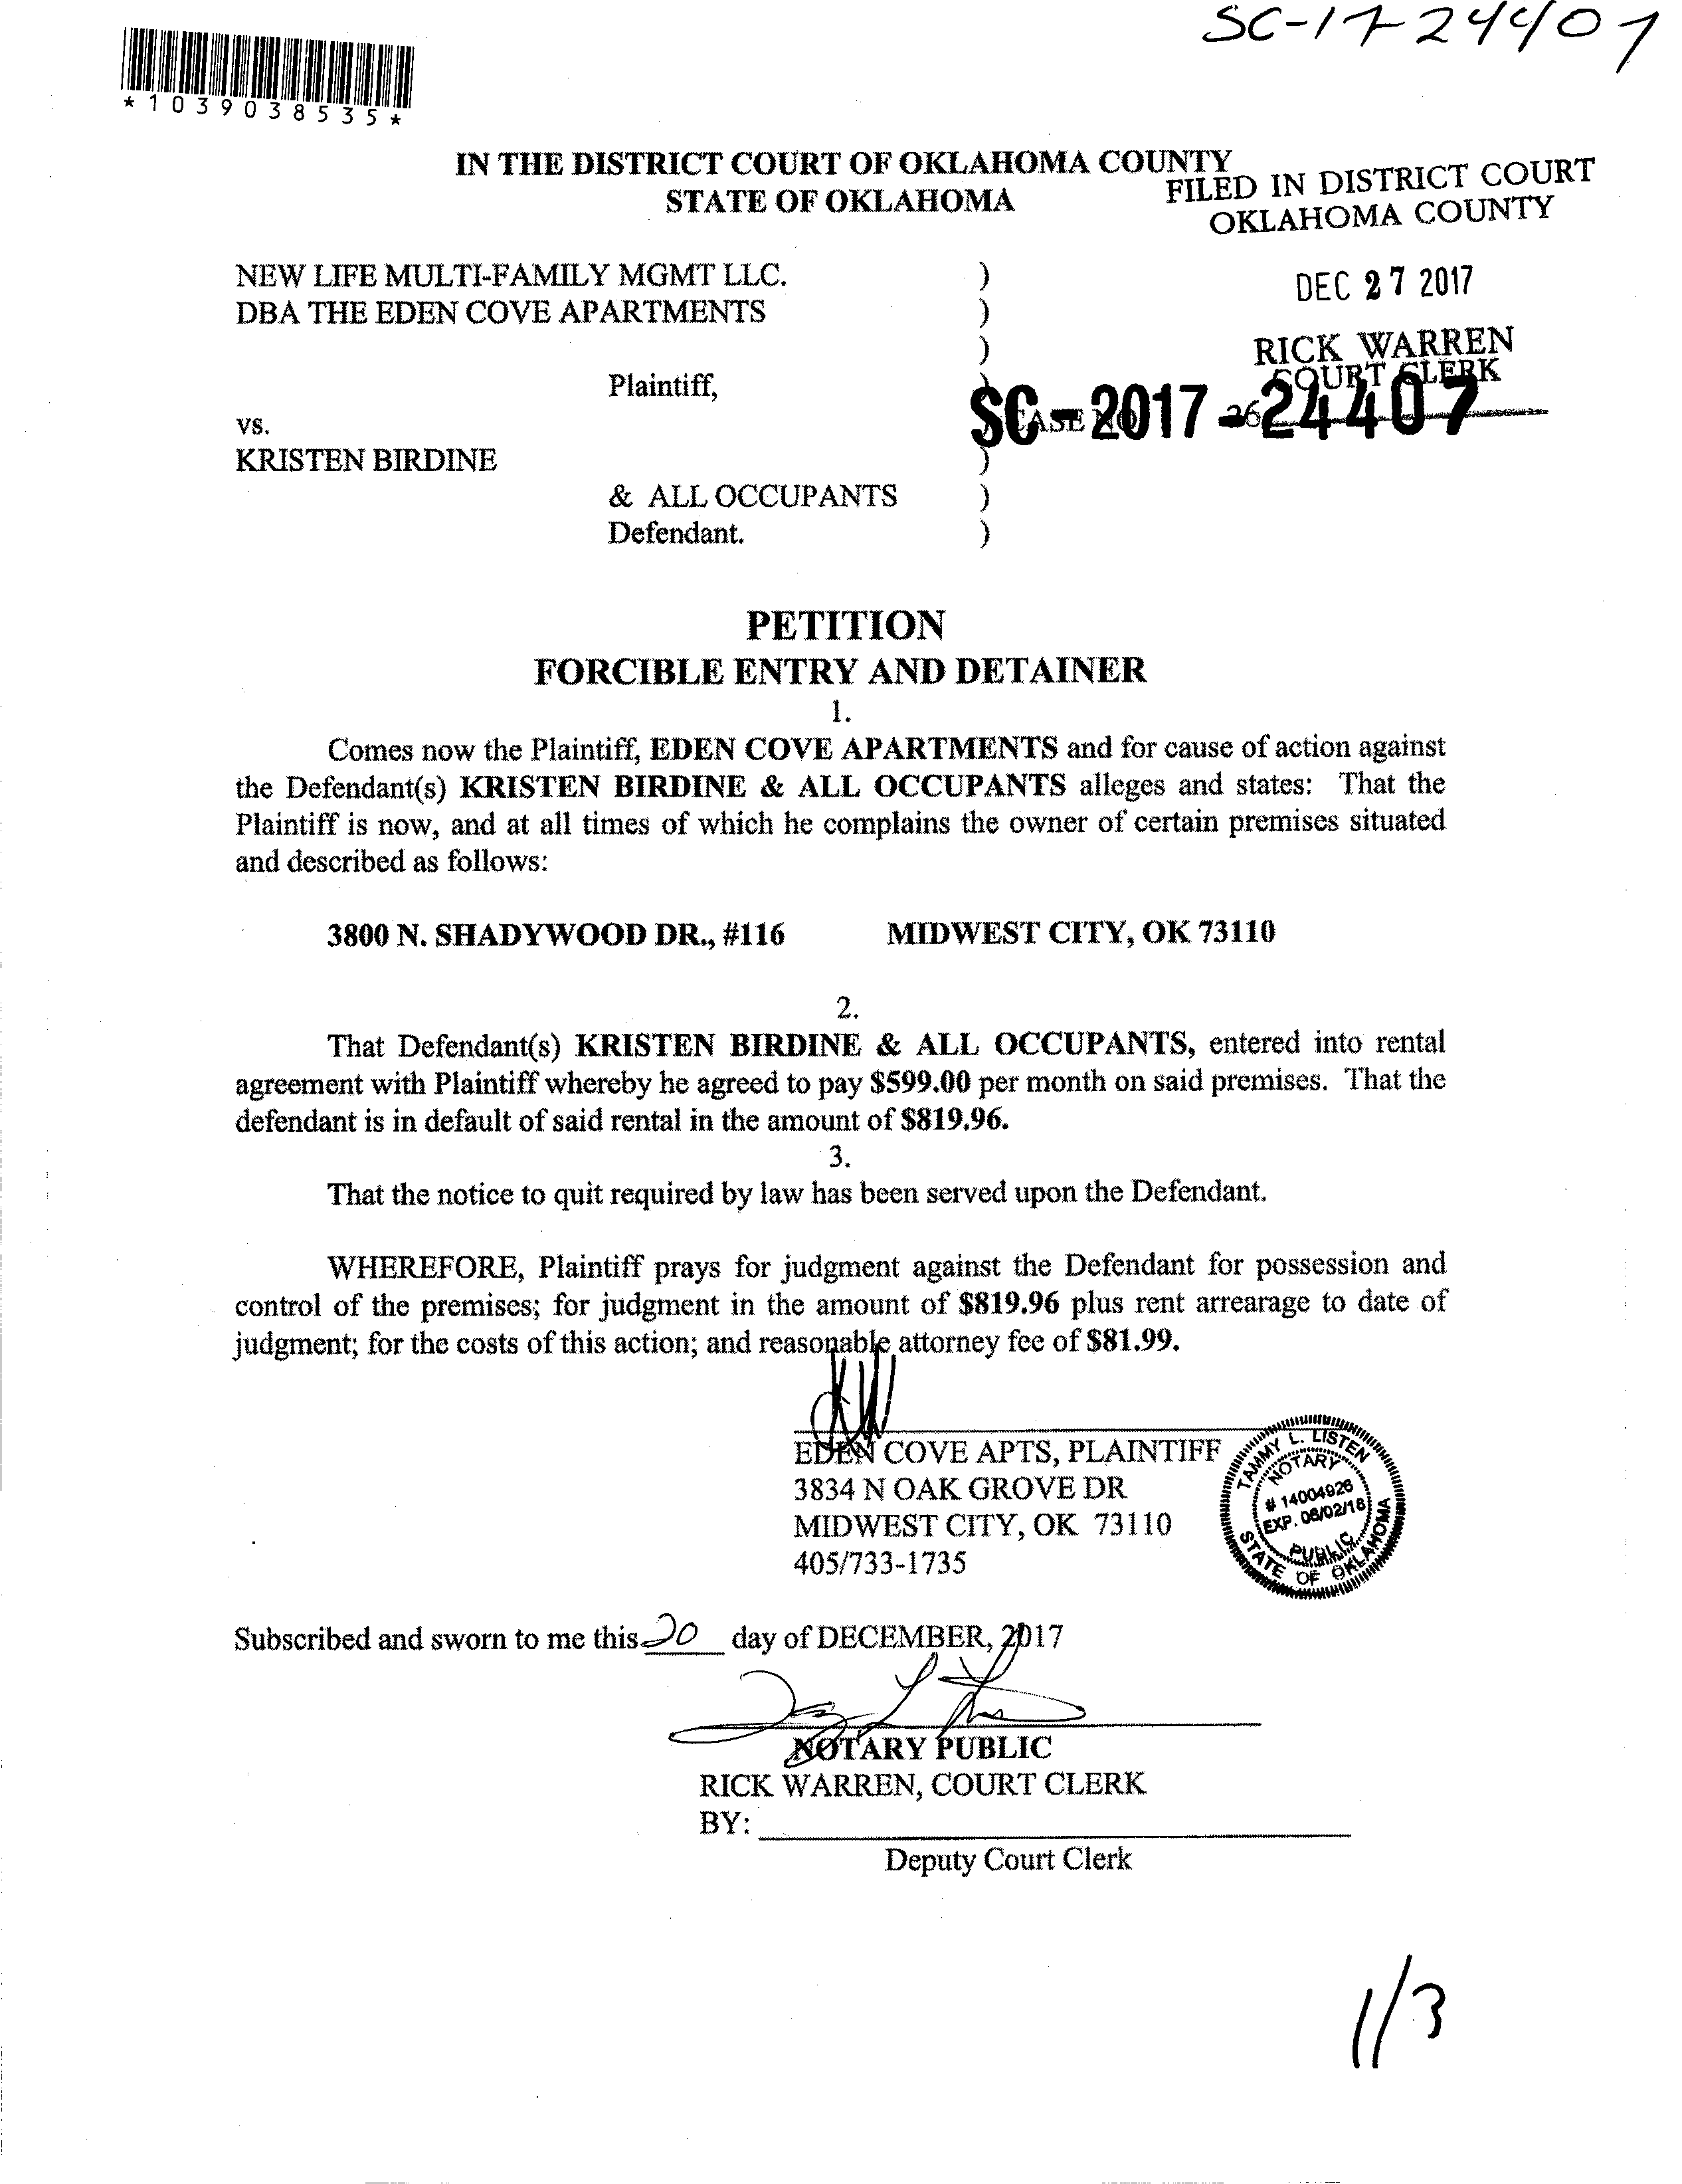 SC-17-24407
*1039038535*
IN THE DISTRICT COURT OF OKLAHOMA COUNTY
STATE OF OKLAHOMA
FILED IN DISTRICT COURT
OKLAHOMA COUNTY
NEW LIFE MULTI-FAMILY MGMT LLC. )
DEC 27 2017
DBA THE EDEN COVE APARTMENTS )
)
RICK WARREN
COURT CLERK
Plaintiff, )
SC-2017-24407
CASE NO.
vs.
KRISTEN BIRDINE )
& ALL OCCUPANTS )
Defendant. )
PETITION
FORCIBLE ENTRY AND DETAINER
1.
Comes now the Plaintiff, EDEN COVE APARTMENTS and for cause of action against
the Defendant(s) KRISTEN BIRDINE & ALL OCCUPANTS alleges and states: That the
Plaintiff is now, and at all times of which he complains the owner of certain premises situated
and described as follows:
3800 N. SHADYWOOD DR., #116 MIDWEST CITY, OK 73110
2.
That Defendant(s) KRISTEN BIRDINE & ALL OCCUPANTS, entered into rental
agreement with Plaintiff whereby he agreed to pay $599.00 per month on said premises. That the
defendant is in default of said rental in the amount of $819.96.
3.
That the notice to quit required by law has been served upon the Defendant.
WHEREFORE, Plaintiff prays for judgment against the Defendant for possession and
control of the premises; for judgment in the amount of $819.96 plus rent arrearage to date of
judgment; for the costs of this action; and reasonable attorney fee of $81.99.
EDEN COVE APTS, PLAINTIFF
3834 N OAK GROVE DR
MIDWEST CITY, OK 73110
405/733-1735
TAMMY L. LISTEN
NOTARY
# 14004926
EXP. 06/02/18
PUBLIC
STATE OF OKLAHOMA
Subscribed and sworn to me this 20 day of DECEMBER, 2017
NOTARY PUBLIC
RICK WARREN, COURT CLERK
BY:
Deputy Court Clerk
1/3